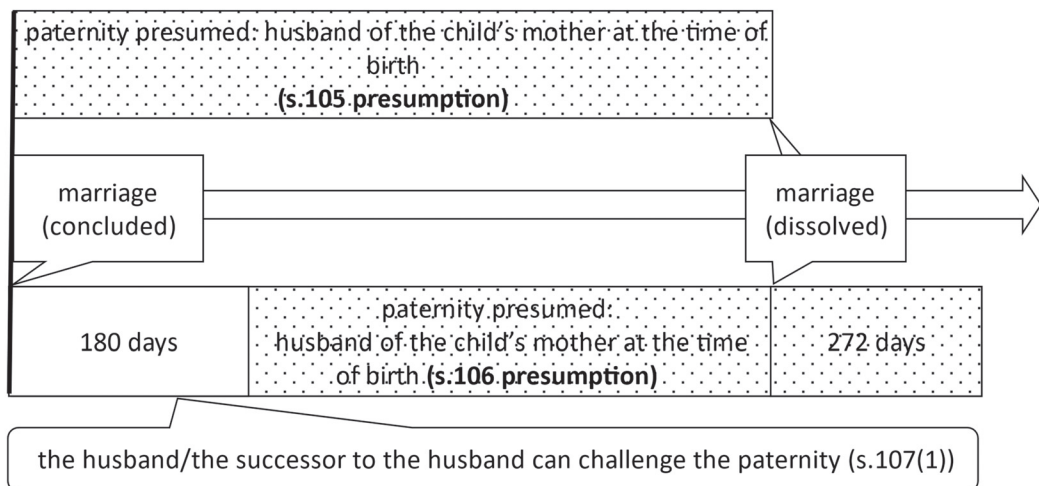 paternity presumed: husband of the child’s mother at the time of
birth
(s.105 presumption)
marriage
(concluded)
marriage
(dissolved)
180 days
paternity presumed:
husband of the child’s mother at the time
of birth (s.106 presumption)
272 days
the husband/the successor to the husband can challenge the paternity (s.107(1))